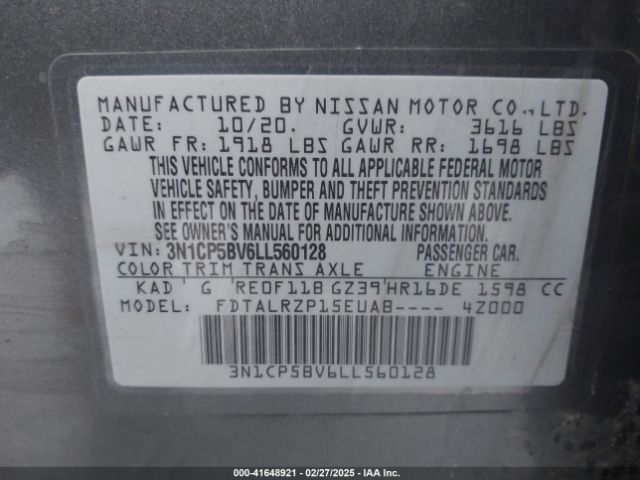 MANUFACTURED BY NISSAN MOTOR CO., LTD.
DATE: 10/20. GVWR: 3616 LBS
GAWR FR: 1918 LBS GAWR RR: 1698 LBS
THIS VEHICLE CONFORMS TO ALL APPLICABLE FEDERAL MOTOR
VEHICLE SAFETY, BUMPER AND THEFT PREVENTION STANDARDS
IN EFFECT ON THE DATE OF MANUFACTURE SHOWN ABOVE.
SEE OWNER'S MANUAL FOR ADDITIONAL INFORMATION.
VIN: 3N1CP5BV6LL560128 PASSENGER CAR.
COLOR TRIM TRANS AXLE ENGINE
KAD G RE0F11B GZ39 HR16DE 1598 CC
MODEL: FDTALRZP15EUAB---- 4Z000
3N1CP5BV6LL560128
000-41648921 / 02/27/2025 - IAA Inc.